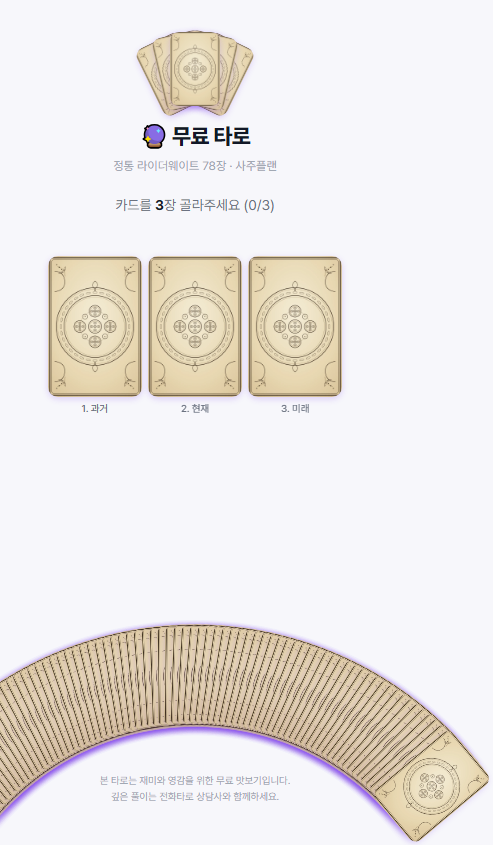 무료 타로
정통 라이더웨이트 78장 · 사주플랜
카드를 3장 골라주세요 (0/3)
1. 과거
2. 현재
3. 미래
본 타로는 재미와 영감을 위한 무료 맛보기입니다.
깊은 풀이는 전화타로 상담사와 함께하세요.